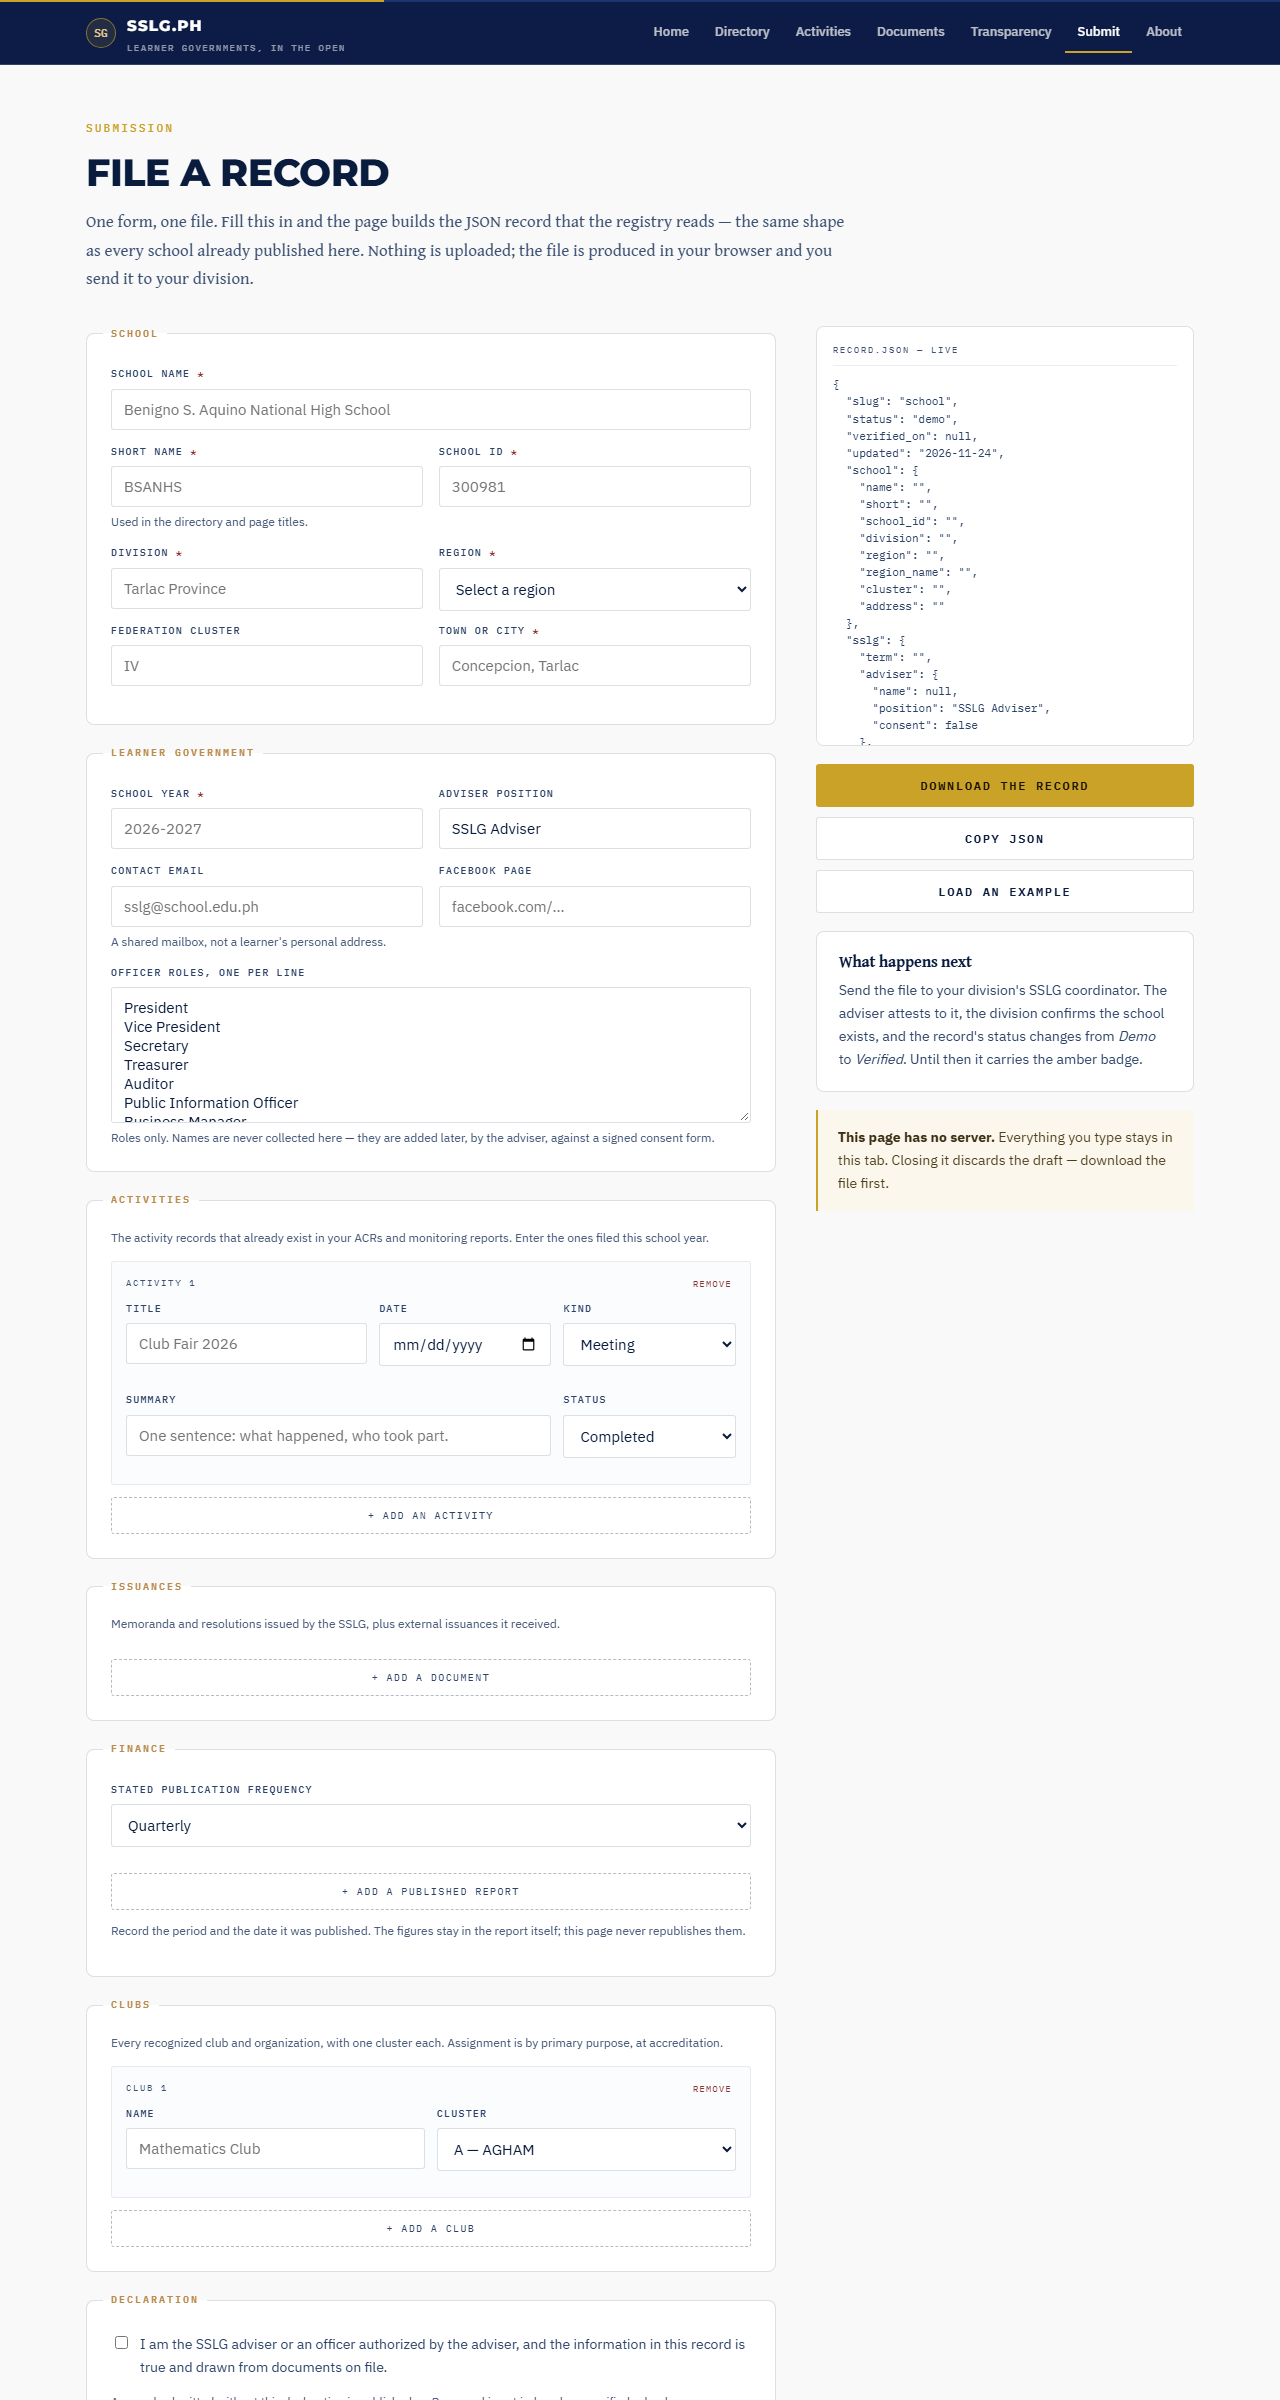 SG
SSLG.PH
LEARNER GOVERNMENTS, IN THE OPEN
Home Directory Activities Documents Transparency Submit About
SUBMISSION
FILE A RECORD
One form, one file. Fill this in and the page builds the JSON record that the registry reads — the same shape
as every school already published here. Nothing is uploaded; the file is produced in your browser and you
send it to your division.
SCHOOL
SCHOOL NAME *
Benigno S. Aquino National High School
SHORT NAME * SCHOOL ID *
BSANHS 300981
Used in the directory and page titles.
DIVISION * REGION *
Tarlac Province Select a region
FEDERATION CLUSTER TOWN OR CITY *
IV Concepcion, Tarlac
LEARNER GOVERNMENT
SCHOOL YEAR * ADVISER POSITION
2026-2027 SSLG Adviser
CONTACT EMAIL FACEBOOK PAGE
sslg@school.edu.ph facebook.com/...
A shared mailbox, not a learner's personal address.
OFFICER ROLES, ONE PER LINE
President
Vice President
Secretary
Treasurer
Auditor
Public Information Officer
Business Manager
Roles only. Names are never collected here — they are added later, by the adviser, against a signed consent form.
ACTIVITIES
The activity records that already exist in your ACRs and monitoring reports. Enter the ones filed this school year.
ACTIVITY 1 REMOVE
TITLE DATE KIND
Club Fair 2026 mm/dd/yyyy Meeting
SUMMARY STATUS
One sentence: what happened, who took part. Completed
+ ADD AN ACTIVITY
ISSUANCES
Memoranda and resolutions issued by the SSLG, plus external issuances it received.
+ ADD A DOCUMENT
FINANCE
STATED PUBLICATION FREQUENCY
Quarterly
+ ADD A PUBLISHED REPORT
Record the period and the date it was published. The figures stay in the report itself; this page never republishes them.
CLUBS
Every recognized club and organization, with one cluster each. Assignment is by primary purpose, at accreditation.
CLUB 1 REMOVE
NAME CLUSTER
Mathematics Club A — AGHAM
+ ADD A CLUB
DECLARATION
I am the SSLG adviser or an officer authorized by the adviser, and the information in this record is
true and drawn from documents on file.
RECORD.JSON — LIVE
{
"slug": "school",
"status": "demo",
"verified_on": null,
"updated": "2026-11-24",
"school": {
"name": "",
"short": "",
"school_id": "",
"division": "",
"region": "",
"region_name": "",
"cluster": "",
"address": ""
},
"sslg": {
"term": "",
"adviser": {
"name": null,
"position": "SSLG Adviser",
"consent": false
},
DOWNLOAD THE RECORD
COPY JSON
LOAD AN EXAMPLE
What happens next
Send the file to your division's SSLG coordinator. The
adviser attests to it, the division confirms the school
exists, and the record's status changes from Demo
to Verified. Until then it carries the amber badge.
This page has no server. Everything you type stays in
this tab. Closing it discards the draft — download the
file first.